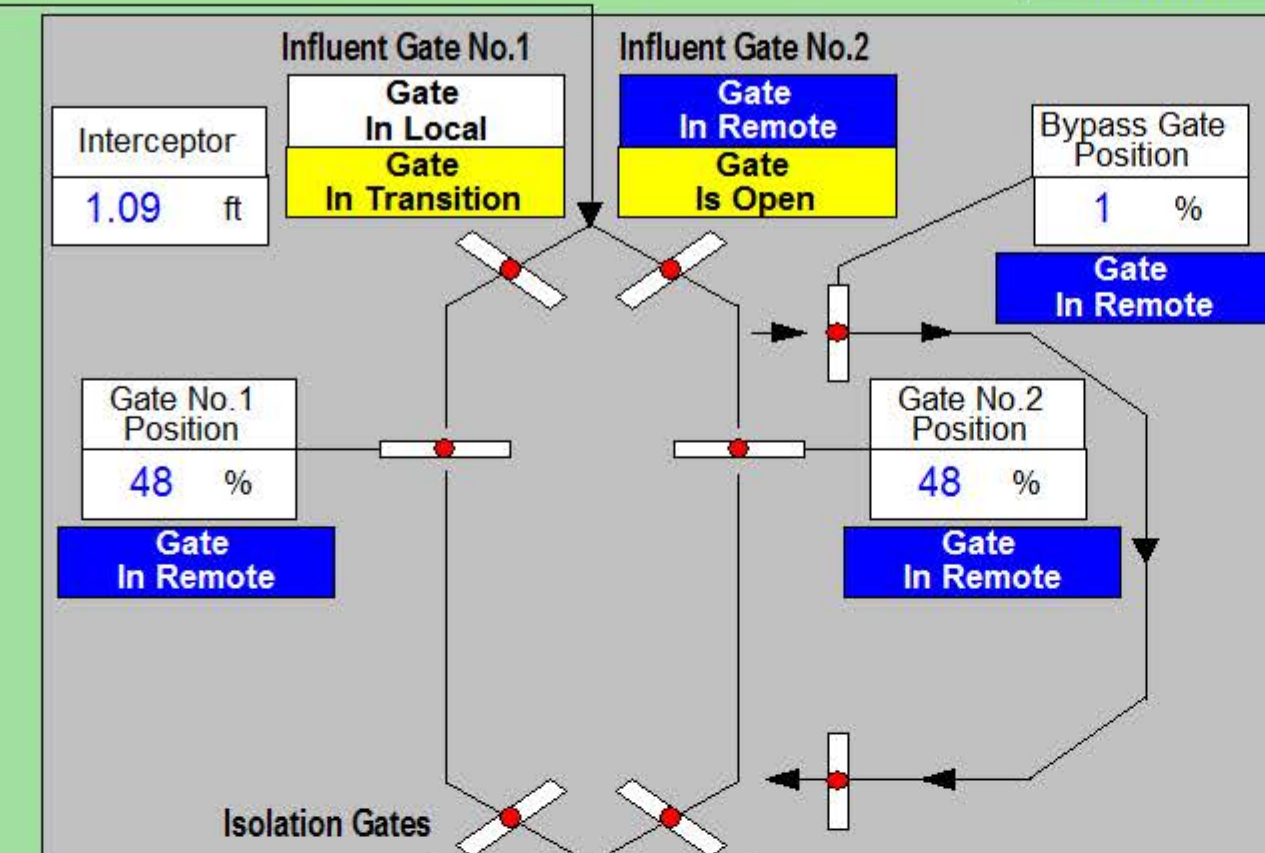 Influent Gate No.1
Influent Gate No.2
Gate
In Local
Gate
In Transition
Gate
In Remote
Gate
Is Open
Interceptor
1.09 ft
Bypass Gate
Position
1 %
Gate
In Remote
Gate No.1
Position
48 %
Gate
In Remote
Gate No.2
Position
48 %
Gate
In Remote
Isolation Gates